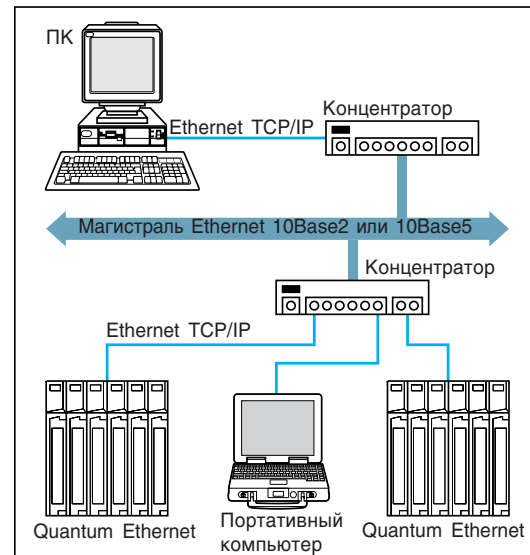 ПК
Концентратор
Ethernet TCP/IP
Магистраль Ethernet 10Base2 или 10Base5
Концентратор
Ethernet TCP/IP
Quantum Ethernet
Портативный
компьютер
Quantum Ethernet